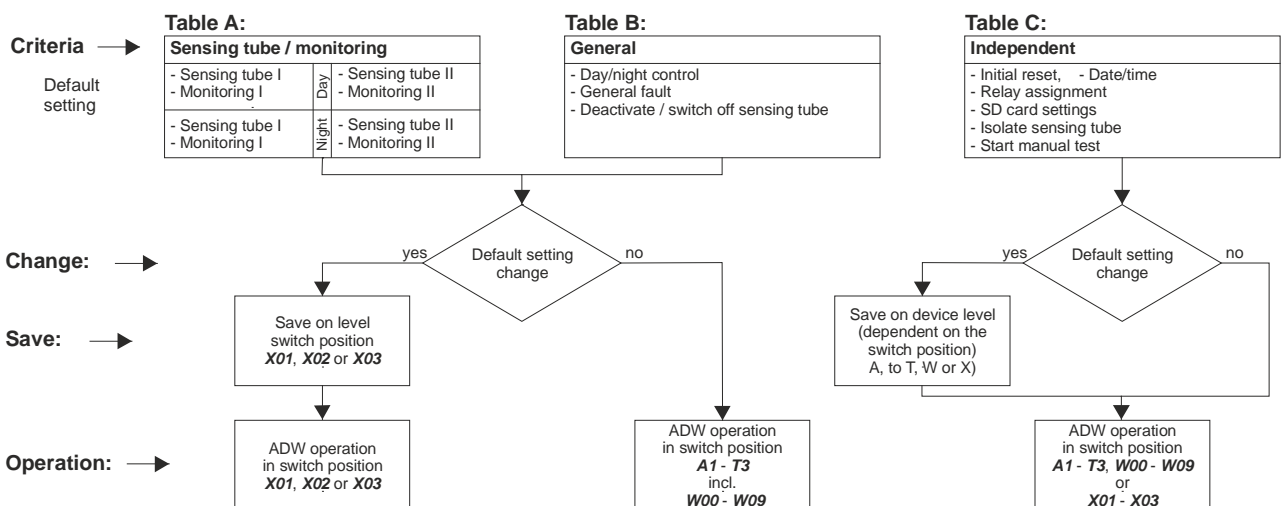 Table A:
Table B:
Table C:
Criteria
Sensing tube / monitoring
General
Independent
Default
setting
- Sensing tube I
- Monitoring I
Day
- Sensing tube II
- Monitoring II
- Sensing tube I
- Monitoring I
Night
- Sensing tube II
- Monitoring II
- Day/night control
- General fault
- Deactivate / switch off sensing tube
- Initial reset, - Date/time
- Relay assignment
- SD card settings
- Isolate sensing tube
- Start manual test
Change:
yes
Default setting
change
no
yes
Default setting
change
no
Save:
Save on level
switch position
X01, X02 or X03
Save on device level
(dependent on the
switch position)
A, to T, W or X)
Operation:
ADW operation
in switch position
X01, X02 or X03
ADW operation
in switch position
A1 - T3
incl.
W00 - W09
ADW operation
in switch position
A1 - T3, W00 - W09
or
X01 - X03